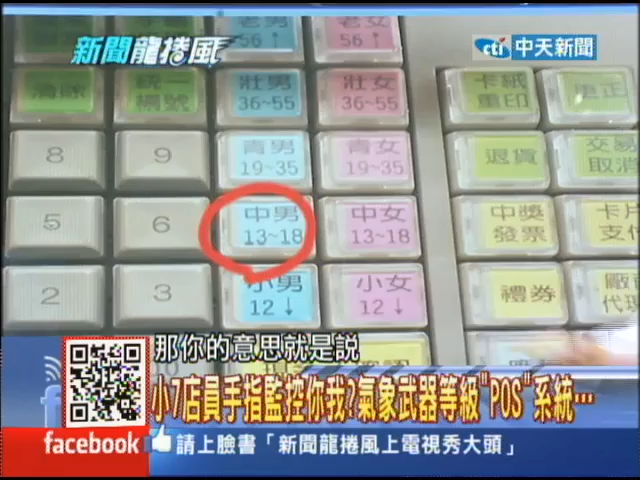 老男 老女
56↑ 56↑
新聞龍捲風
cti 中天新聞
清除 統一編號 壯男 36~55 壯女 36~55 卡紙重印 更正
8 9 青男 19~35 青女 19~35 退貨 交易取消
5 6 中男 13~18 中女 13~18 中獎發票 卡片支付
2 3 小男 12↓ 小女 12↓ 禮券 廠商代
那你的意思就是說
小7店員手指監控你我?氣象武器等級"POS"系統…
facebook 請上臉書「新聞龍捲風上電視秀大頭」